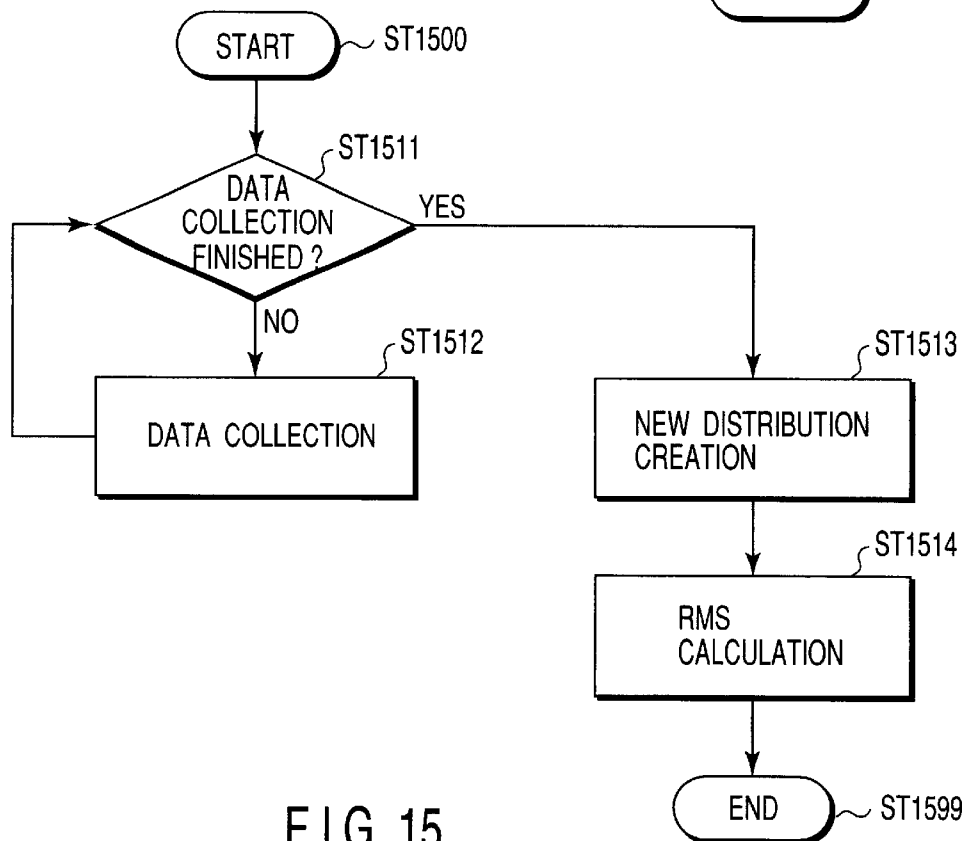 START
ST1500
ST1511
DATA
COLLECTION
FINISHED ?
YES
NO
ST1512
DATA COLLECTION
ST1513
NEW DISTRIBUTION
CREATION
ST1514
RMS
CALCULATION
END
ST1599
FIG. 15